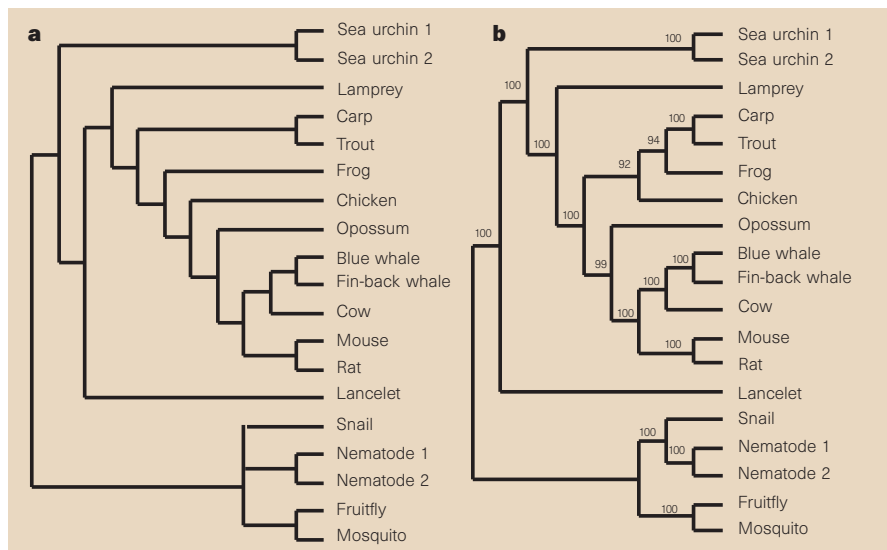 a
Sea urchin 1
Sea urchin 2
Lamprey
Carp
Trout
Frog
Chicken
Opossum
Blue whale
Fin-back whale
Cow
Mouse
Rat
Lancelet
Snail
Nematode 1
Nematode 2
Fruitfly
Mosquito
b
100
Sea urchin 1
Sea urchin 2
100
Lamprey
100
Carp
100
Trout
94
Frog
92
Chicken
100
Opossum
100
99
Blue whale
100
Fin-back whale
100
Cow
100
Mouse
100
Rat
Lancelet
Snail
100
Nematode 1
100
Nematode 2
Fruitfly
100
Mosquito